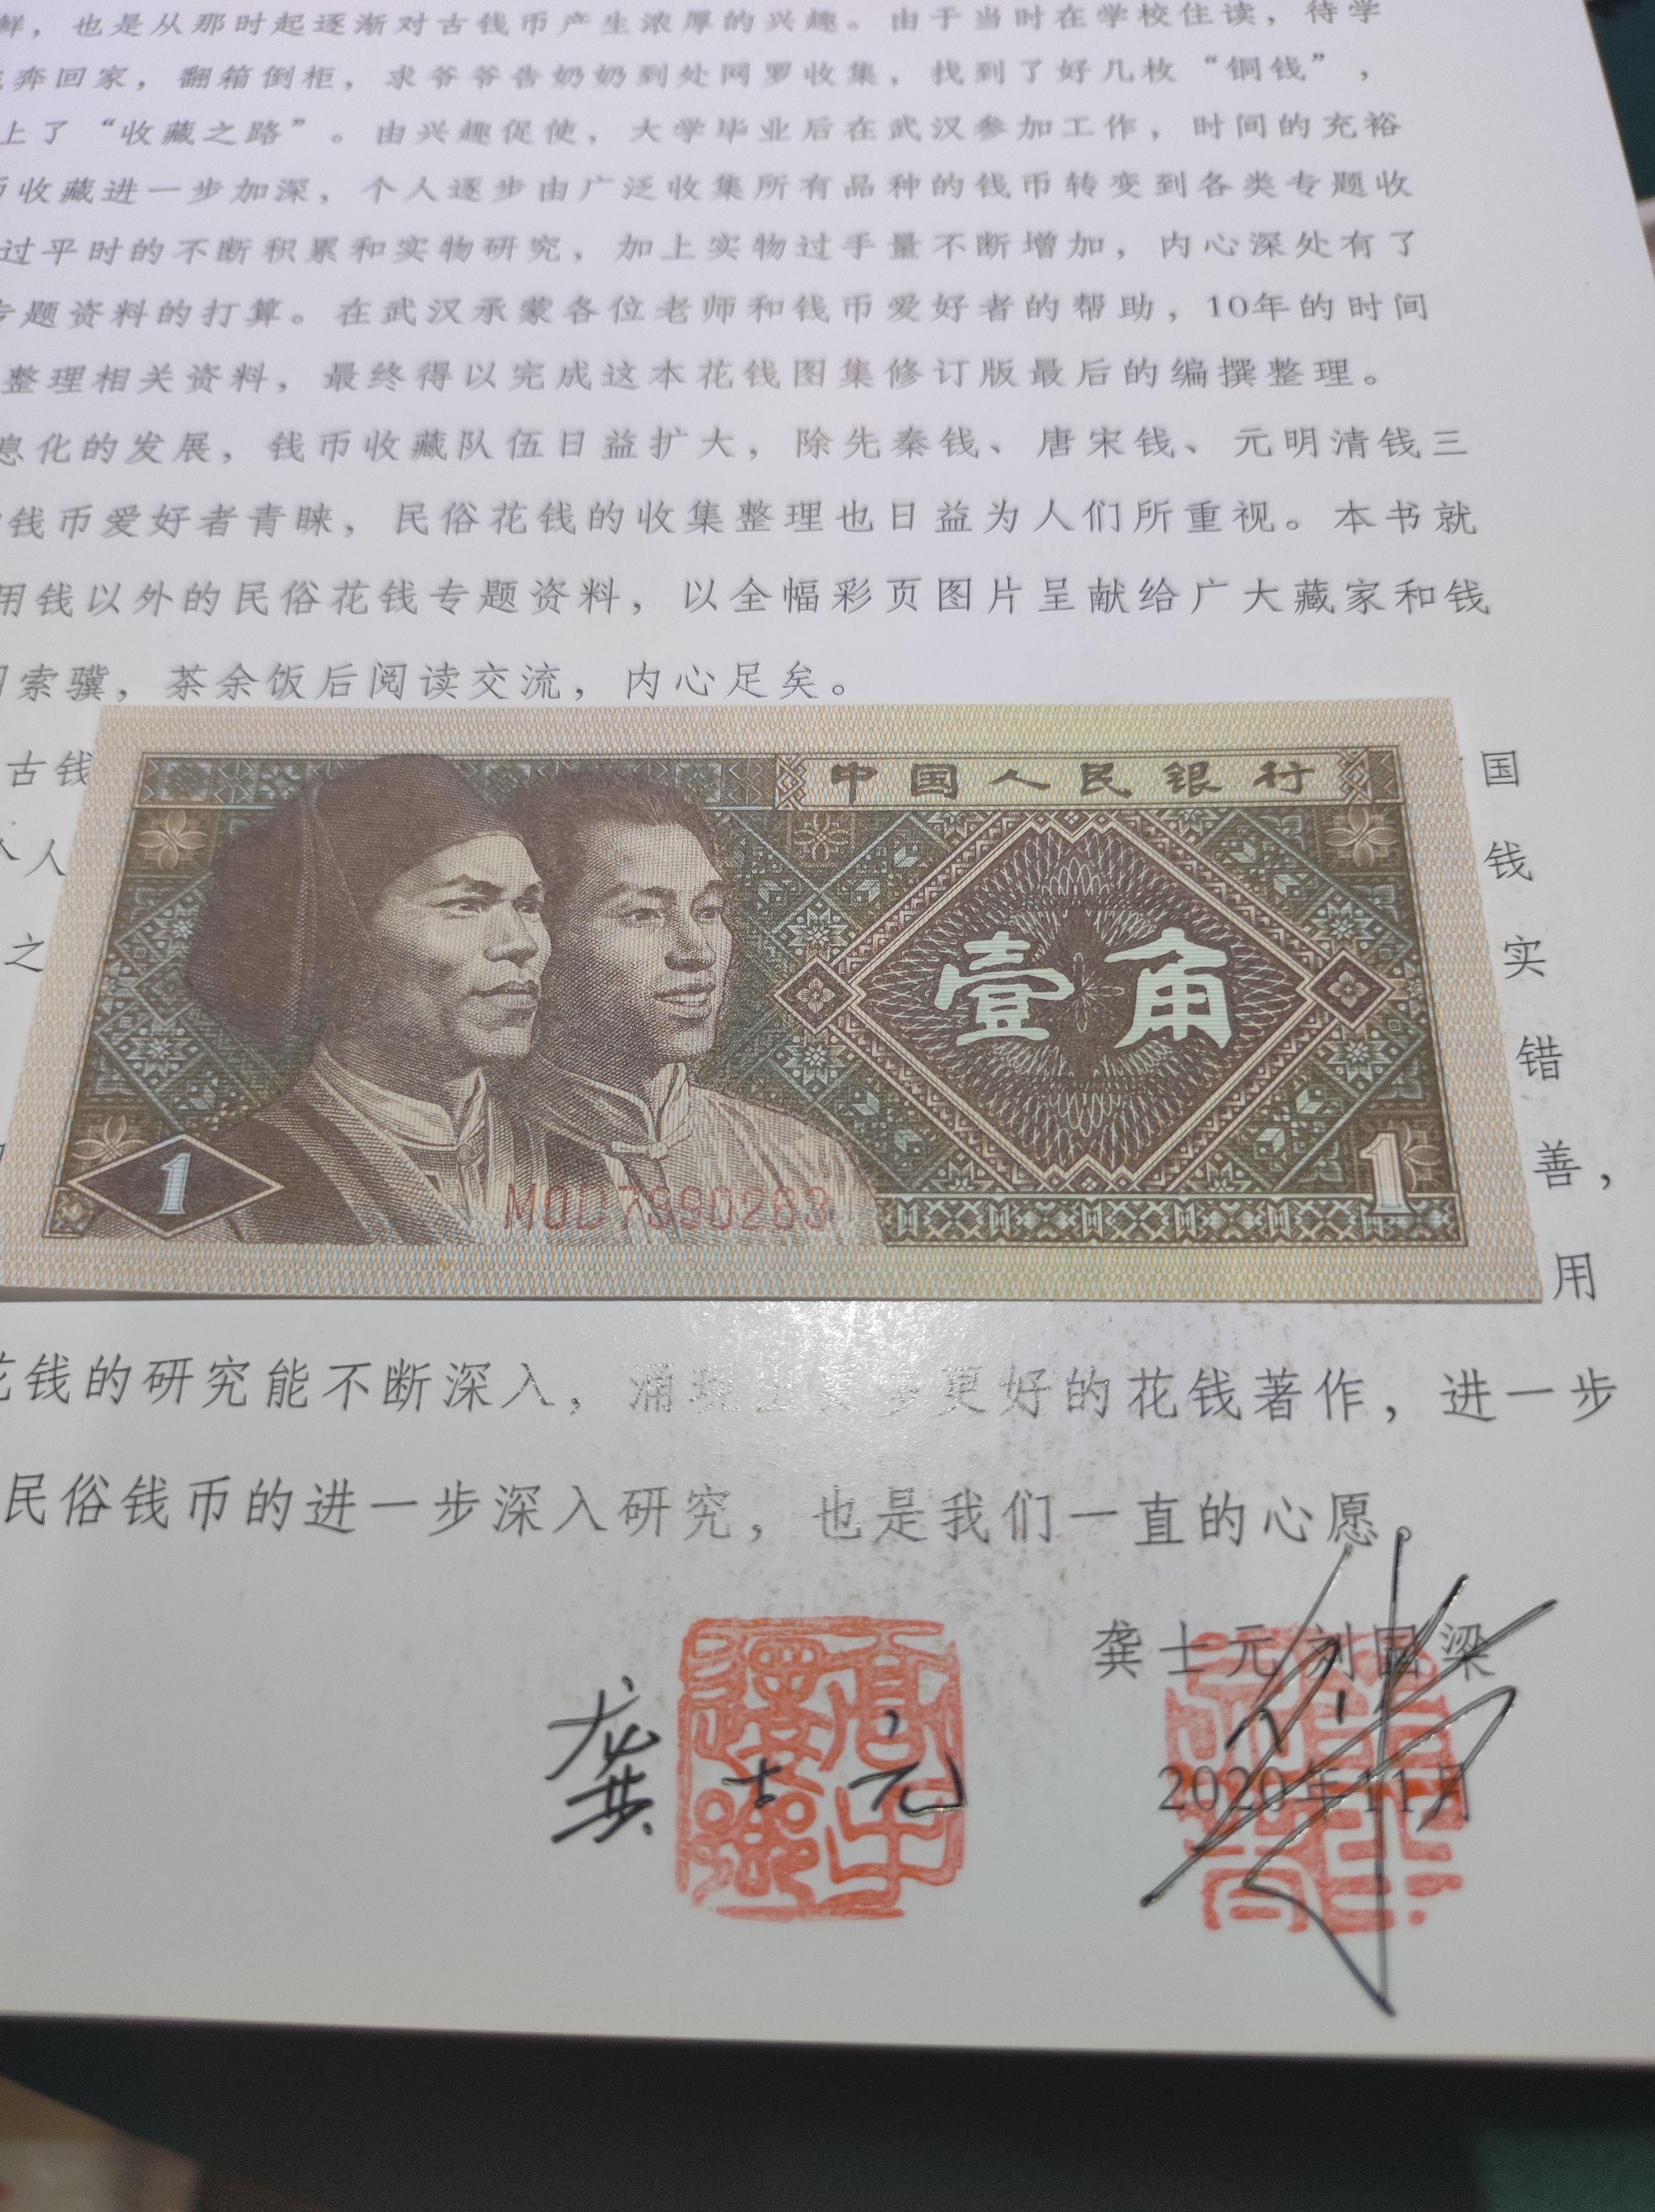 鲜，也是从那时起逐渐对古钱币产生浓厚的兴趣。由于当时在学校住读，待学
奔回家，翻箱倒柜，求爷爷告奶奶到处网罗收集，找到了好几枚“铜钱”，
上了“收藏之路”。由兴趣促使，大学毕业后在武汉参加工作，时间的充裕
收藏进一步加深，个人逐步由广泛收集所有品种的钱币转变到各类专题收
过平时的不断积累和实物研究，加上实物过手量不断增加，内心深处有了
专题资料的打算。在武汉承蒙各位老师和钱币爱好者的帮助，10年的时间
整理相关资料，最终得以完成这本花钱图集修订版最后的编撰整理。
息化的发展，钱币收藏队伍日益扩大，除先秦钱、唐宋钱、元明清钱三
钱币爱好者青睐，民俗花钱的收集整理也日益为人们所重视。本书就
用钱以外的民俗花钱专题资料，以全幅彩页图片呈献给广大藏家和钱
索骥，茶余饭后阅读交流，内心足矣。
古钱 国
人 钱
之 实
错
善，
用
中国人民银行
壹角
1 1
M0D7990283
花钱的研究能不断深入，涌现出更多更好的花钱著作，进一步
民俗钱币的进一步深入研究，也是我们一直的心愿。
龚士元 刘国梁
2020年11月
龚士元